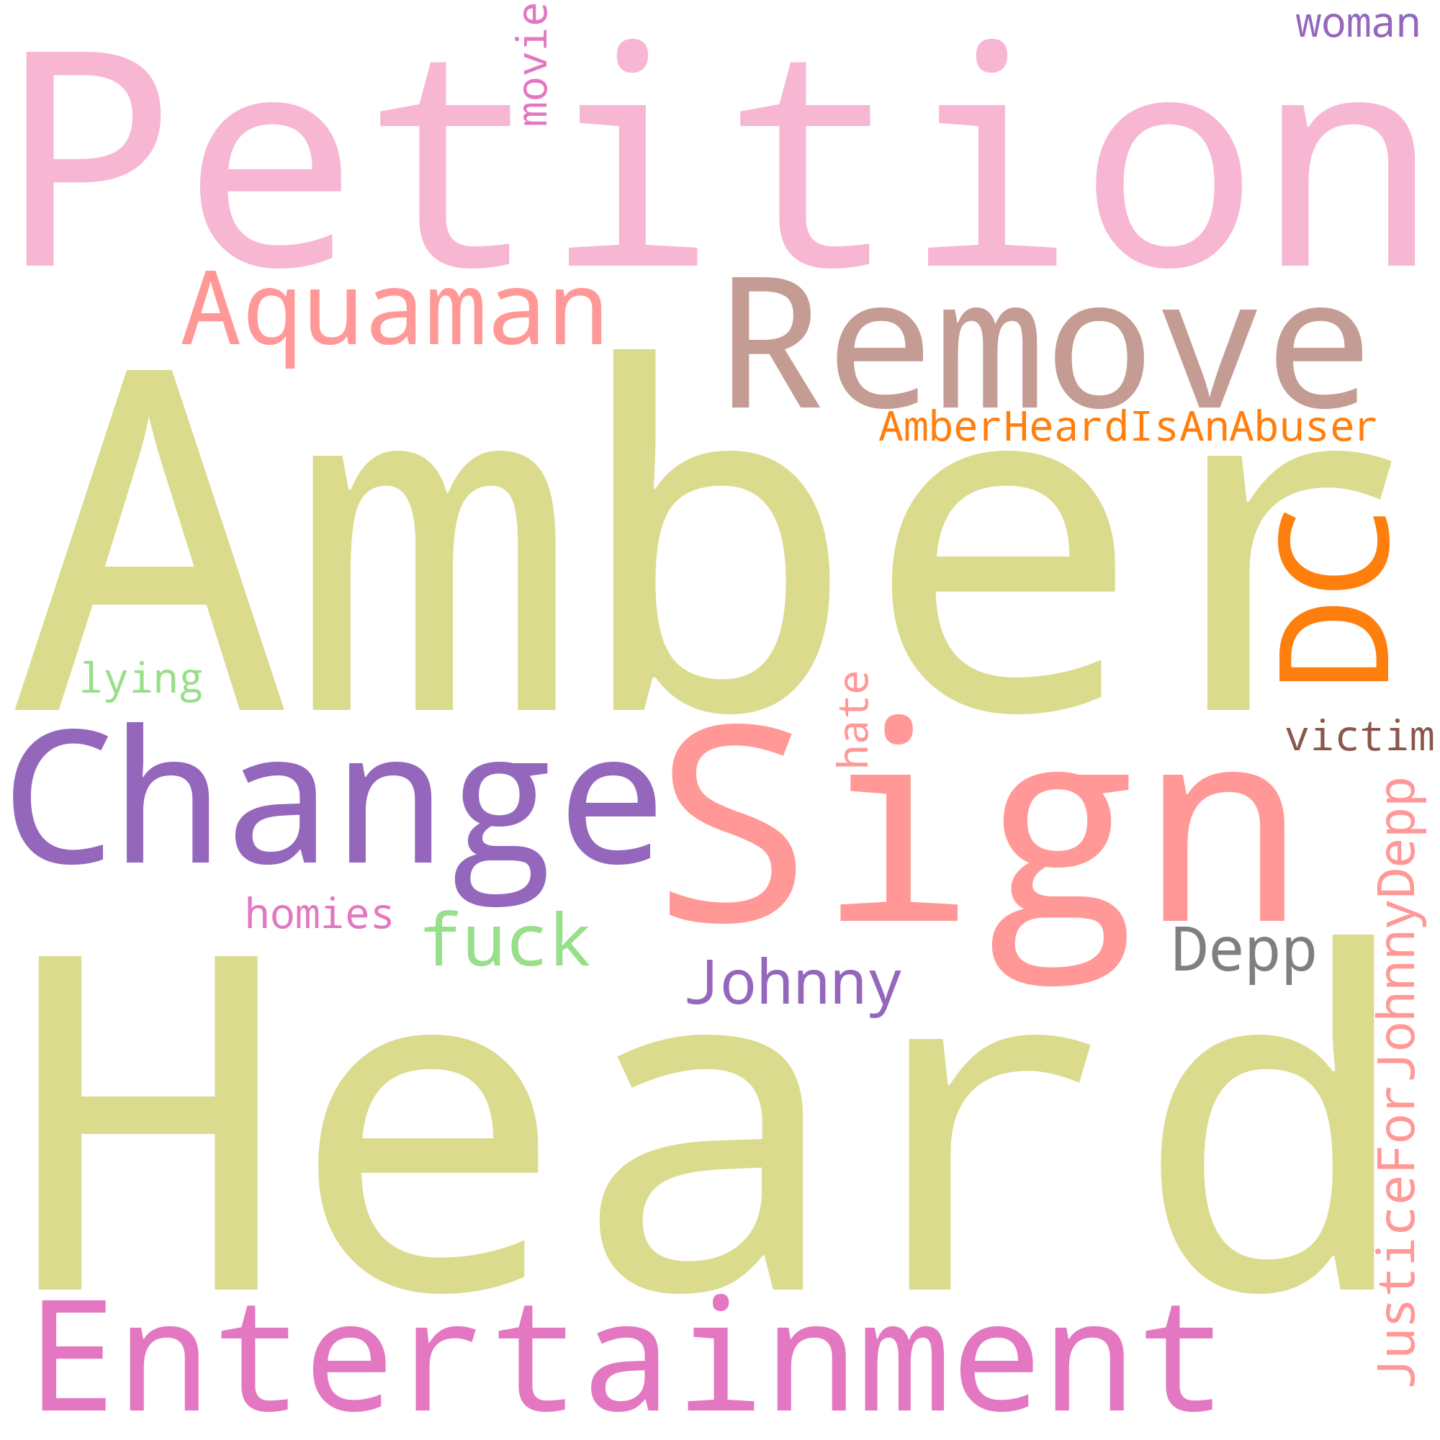 movie
woman
Petition
Aquaman
Remove
AmberHeardIsAnAbuser
Amber
DC
lying
hate
victim
Change
Sign
homies
fuck
Johnny
Depp
JusticeForJohnnyDepp
Heard
Entertainment